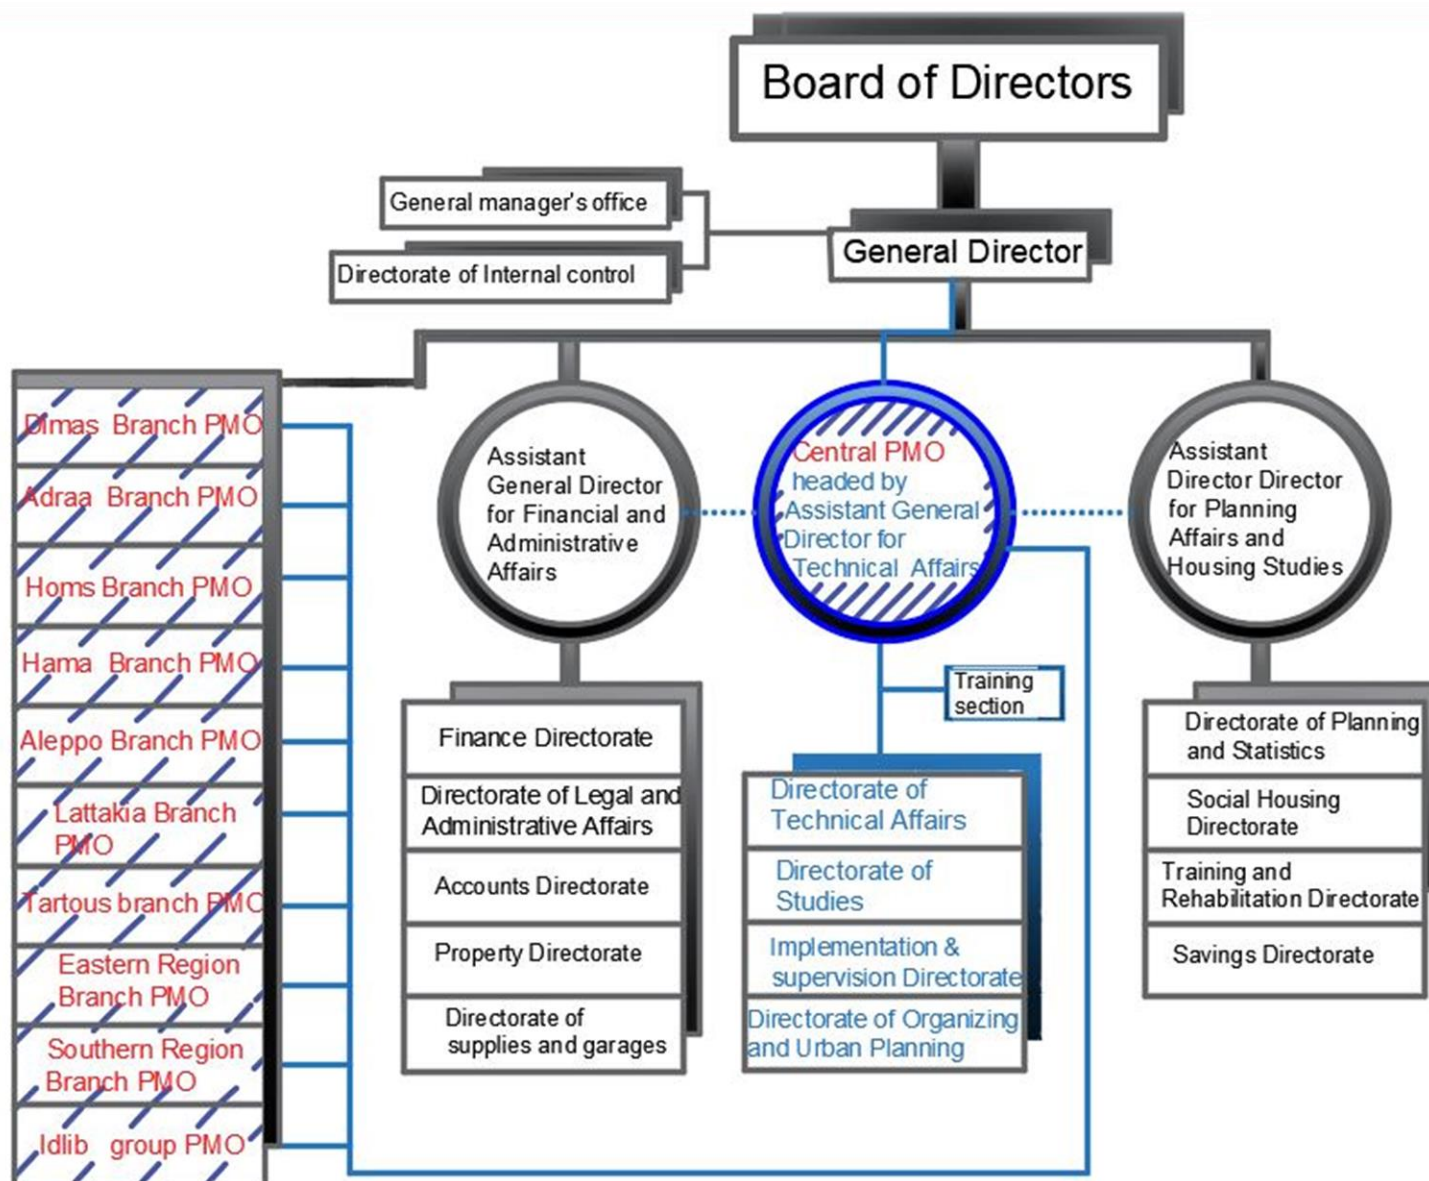 Board of Directors
General manager's office
Directorate of Internal control
General Director
Dimas Branch PMO
Adraa Branch PMO
Homs Branch PMO
Hama Branch PMO
Aleppo Branch PMO
Lattakia Branch
PMO
Tartous branch PMO
Eastern Region
Branch PMO
Southern Region
Branch PMO
Idlib group PMO
Assistant
General Director
for Financial and
Administrative
Affairs
Central PMO
headed by
Assistant General
Director for
Technical Affairs
Assistant
Director Director
for Planning
Affairs and
Housing Studies
Training
section
Finance Directorate
Directorate of Legal and
Administrative Affairs
Accounts Directorate
Property Directorate
Directorate of
supplies and garages
Directorate of
Technical Affairs
Directorate of
Studies
Implementation &
supervision Directorate
Directorate of Organizing
and Urban Planning
Directorate of Planning
and Statistics
Social Housing
Directorate
Training and
Rehabilitation Directorate
Savings Directorate